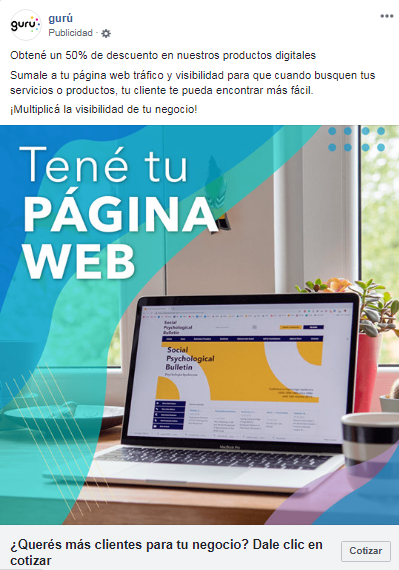 gurú
gurú
Publicidad ·
Obtené un 50% de descuento en nuestros productos digitales
Sumale a tu página web tráfico y visibilidad para que cuando busquen tus
servicios o productos, tu cliente te pueda encontrar más fácil.
¡Multiplicá la visibilidad de tu negocio!
Tené tu
PÁGINA
WEB
Social
Psychological
Bulletin
Social
Psychological
Bulletin
MacBook Pro
¿Querés más clientes para tu negocio? Dale clic en
cotizar
Cotizar